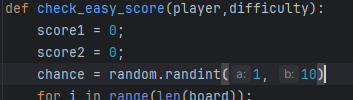 def check_easy_score(player,difficulty):
score1 = 0;
score2 = 0;
chance = random.randint( a: 1, b: 10)
for i in range(len(board)):